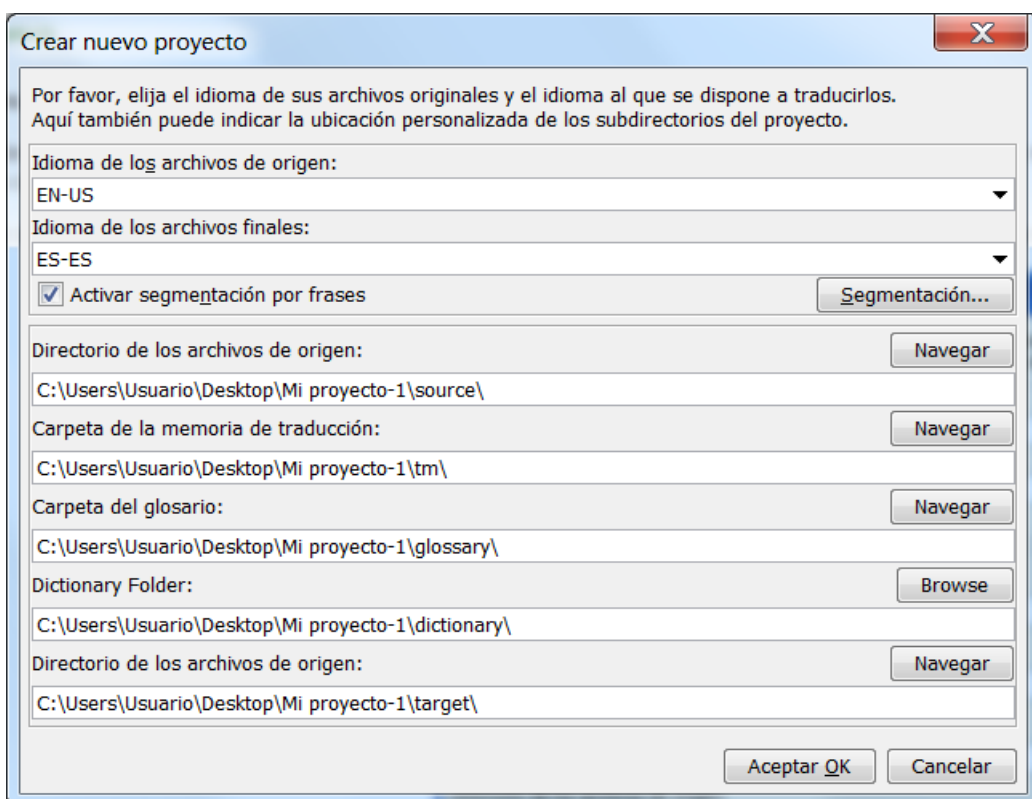 Crear nuevo proyecto
Por favor, elija el idioma de sus archivos originales y el idioma al que se dispone a traducirlos.
Aquí también puede indicar la ubicación personalizada de los subdirectorios del proyecto.
Idioma de los archivos de origen:
EN-US
Idioma de los archivos finales:
ES-ES
Activar segmentación por frases Segmentación...
Directorio de los archivos de origen: Navegar
C:\Users\Usuario\Desktop\Mi proyecto-1\source\
Carpeta de la memoria de traducción: Navegar
C:\Users\Usuario\Desktop\Mi proyecto-1\tm\
Carpeta del glosario: Navegar
C:\Users\Usuario\Desktop\Mi proyecto-1\glossary\
Dictionary Folder: Browse
C:\Users\Usuario\Desktop\Mi proyecto-1\dictionary\
Directorio de los archivos de origen: Navegar
C:\Users\Usuario\Desktop\Mi proyecto-1\target\
Aceptar OK Cancelar